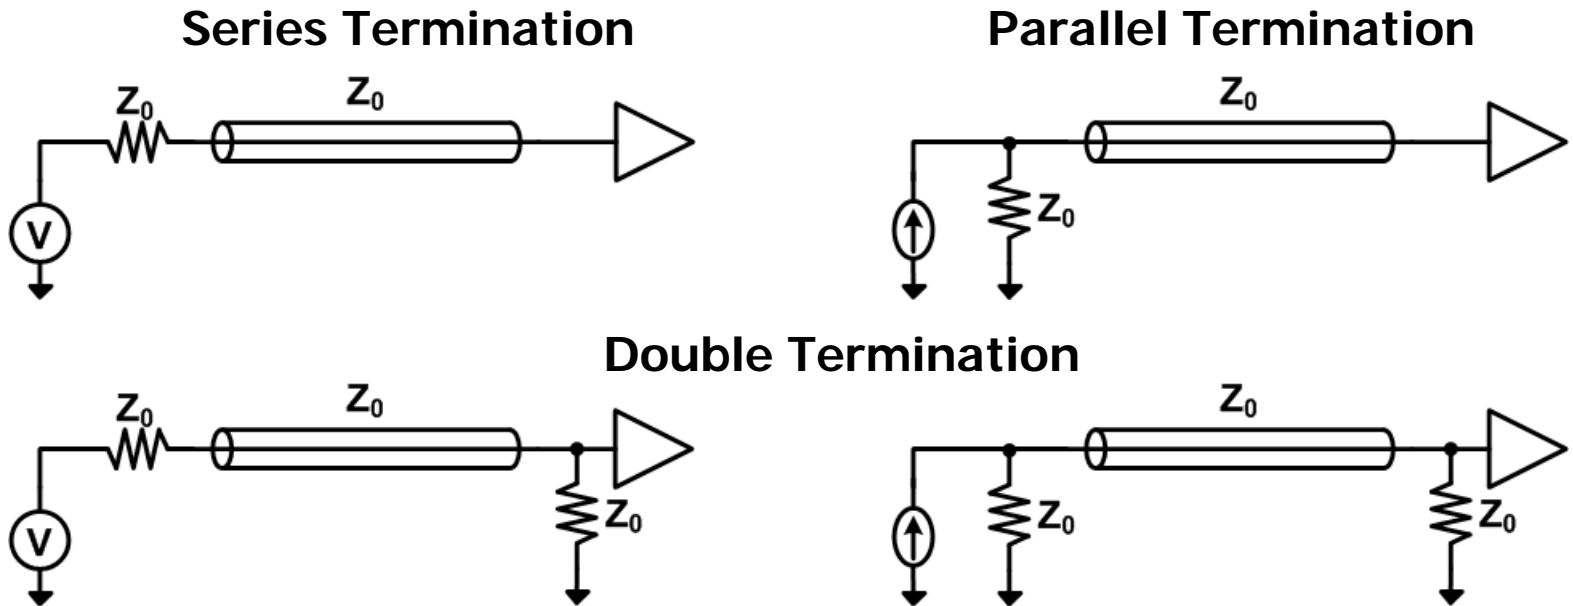 Series Termination
Parallel Termination
Z₀
Z₀
Z₀
V
Z₀
Double Termination
Z₀
Z₀
Z₀
V
Z₀
Z₀
Z₀